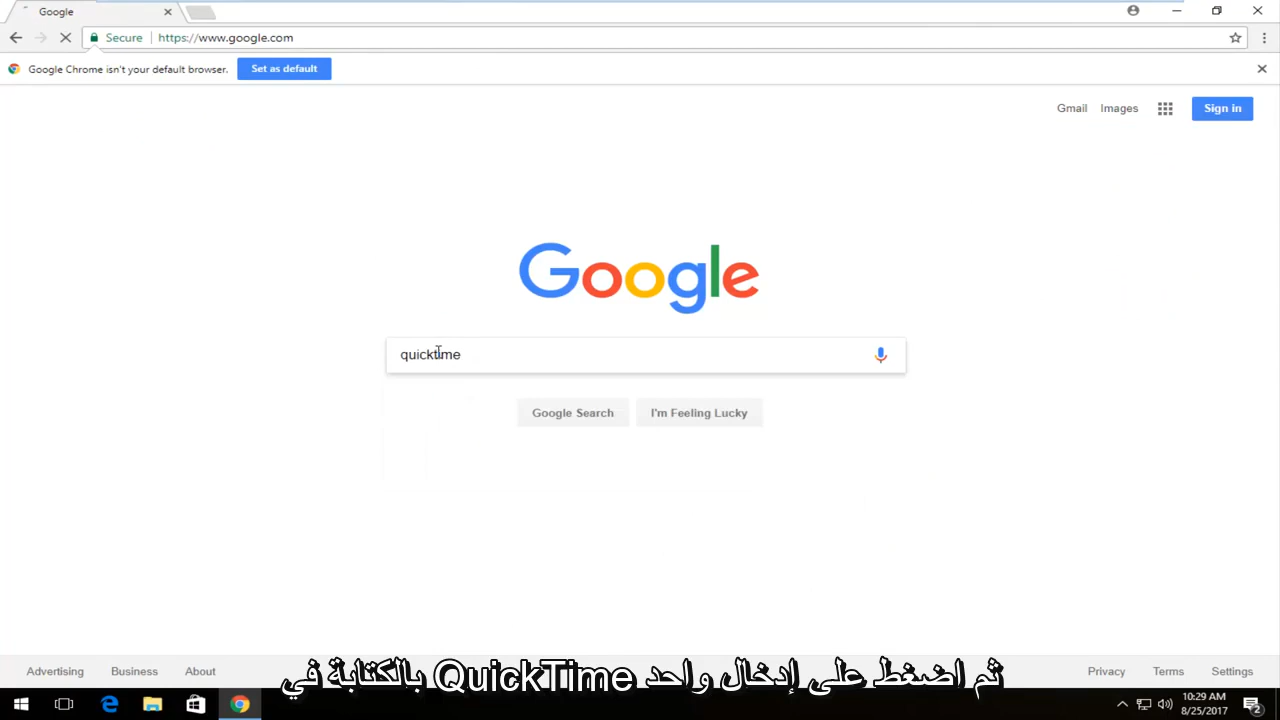 Google
Secure
https://www.google.com
Google Chrome isn't your default browser.
Set as default
Gmail
Images
Sign in
Google
quicktime
Google Search
I'm Feeling Lucky
Advertising
Business
About
Privacy
Terms
Settings
ثم اضغط على إدخال واحد QuickTime بالكتابة في
10:29 AM
8/25/2017
2